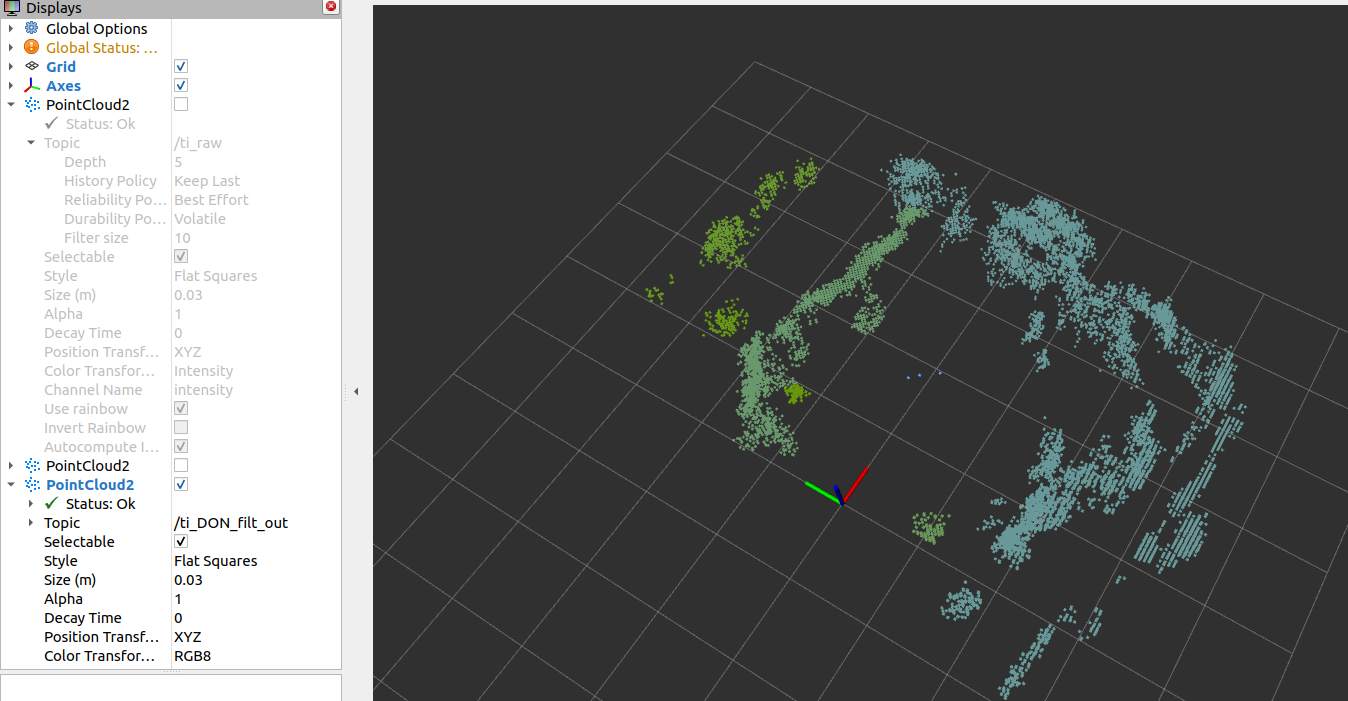 Displays
Global Options
Global Status: ...
Grid
Axes
PointCloud2
Status: Ok
Topic /ti_raw
Depth 5
History Policy Keep Last
Reliability Po... Best Effort
Durability Po... Volatile
Filter size 10
Selectable
Style Flat Squares
Size (m) 0.03
Alpha 1
Decay Time 0
Position Transf... XYZ
Color Transfor... Intensity
Channel Name intensity
Use rainbow
Invert Rainbow
Autocompute I...
PointCloud2
PointCloud2
Status: Ok
Topic /ti_DON_filt_out
Selectable
Style Flat Squares
Size (m) 0.03
Alpha 1
Decay Time 0
Position Transf... XYZ
Color Transfor... RGB8